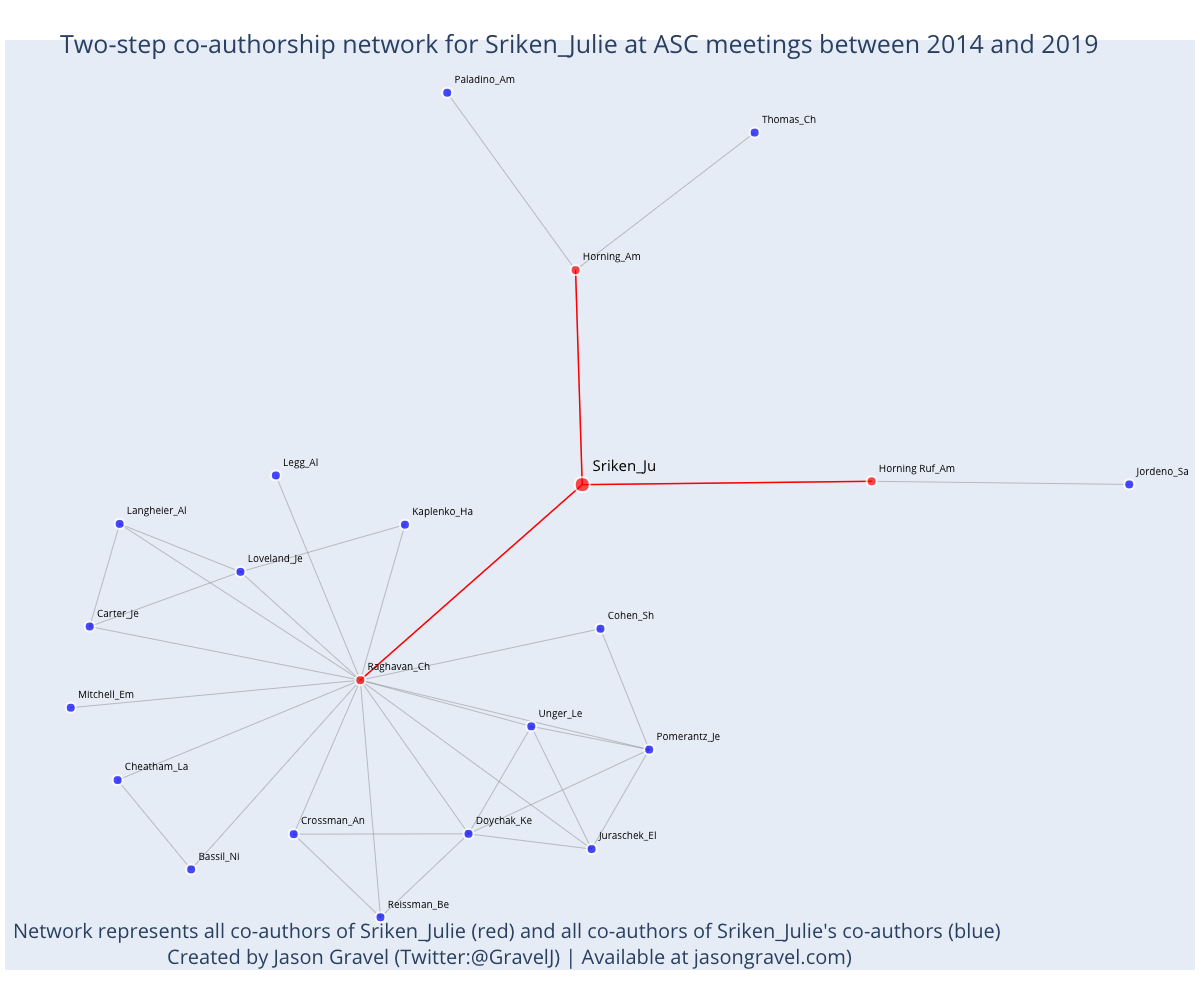 Two-step co-authorship network for Sriken_Julie at ASC meetings between 2014 and 2019
Paladino_Am
Thomas_Ch
Horning_Am
Legg_Al
Sriken_Ju
Horning Ruf_Am
Jordeno_Sa
Langheier_Al
Kaplenko_Ha
Loveland_Je
Carter_Je
Cohen_Sh
Raghavan_Ch
Mitchell_Em
Unger_Le
Pomerantz_Je
Cheatham_La
Crossman_An
Doychak_Ke
Juraschek_El
Bassil_Ni
Reissman_Be
Network represents all co-authors of Sriken_Julie (red) and all co-authors of Sriken_Julie's co-authors (blue)
Created by Jason Gravel (Twitter:@GravelJ) | Available at jasongravel.com)